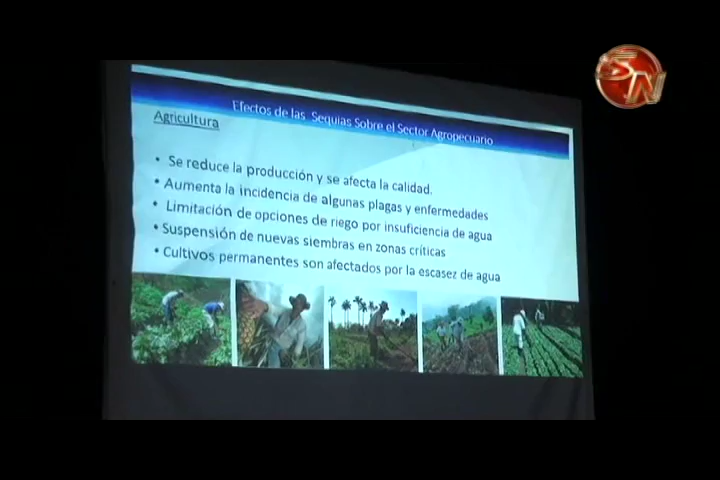 SN
Efectos de las Sequias Sobre el Sector Agropecuario
Agricultura
• Se reduce la producción y se afecta la calidad.
• Aumenta la incidencia de algunas plagas y enfermedades
• Limitación de opciones de riego por insuficiencia de agua
• Suspensión de nuevas siembras en zonas críticas
• Cultivos permanentes son afectados por la escasez de agua